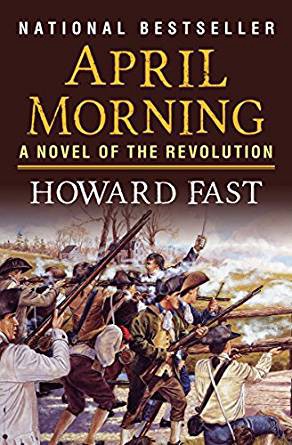 NATIONAL BESTSELLER
APRIL
MORNING
A NOVEL OF THE REVOLUTION
HOWARD FAST